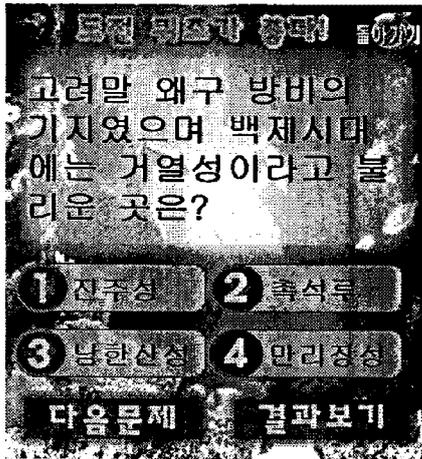 도전 퀴즈가 좋다!
돌아가기
고려말 왜구 방비의
기지였으며 백제시대
에는 거열성이라고 불
리운 곳은?
1 진주성
2 촉석루
3 남한산성
4 만리장성
다음문제
결과보기